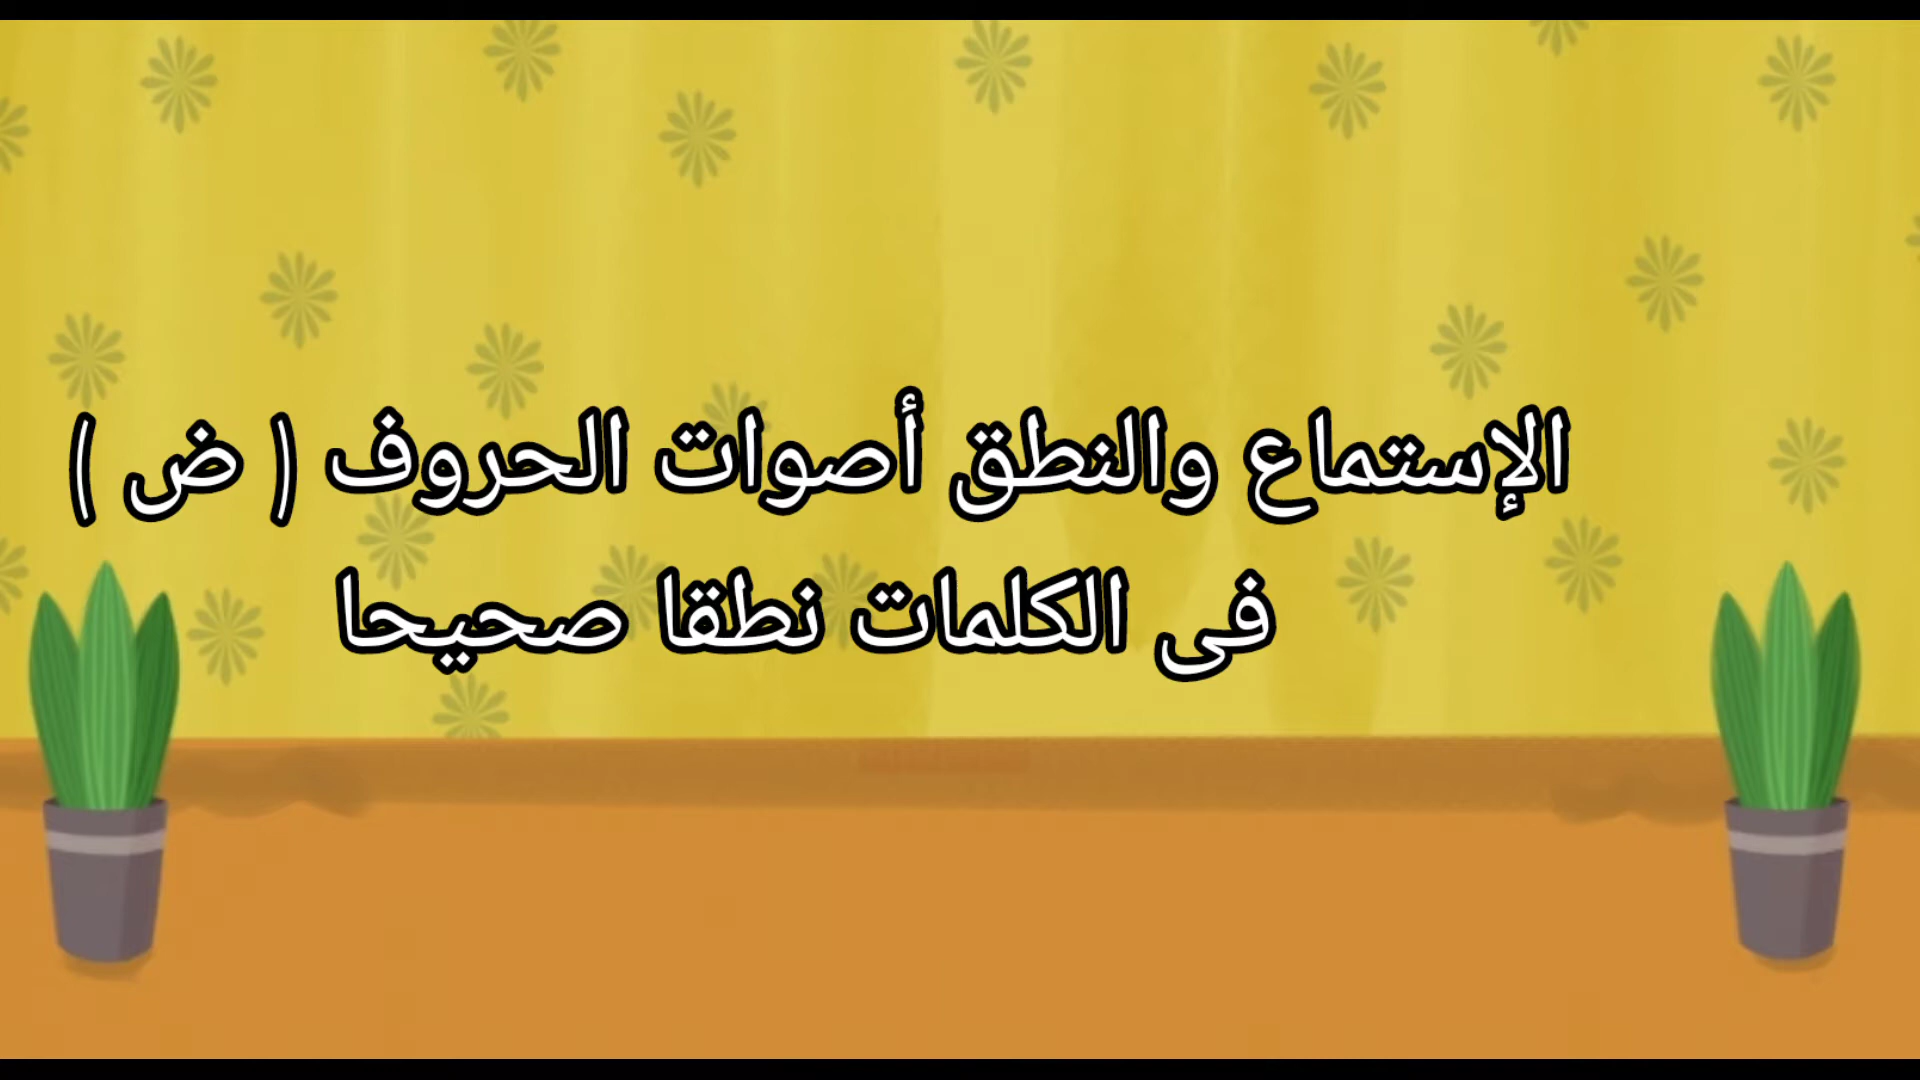 الإستماع والنطق أصوات الحروف ( ض )
فى الكلمات نطقا صحيحا